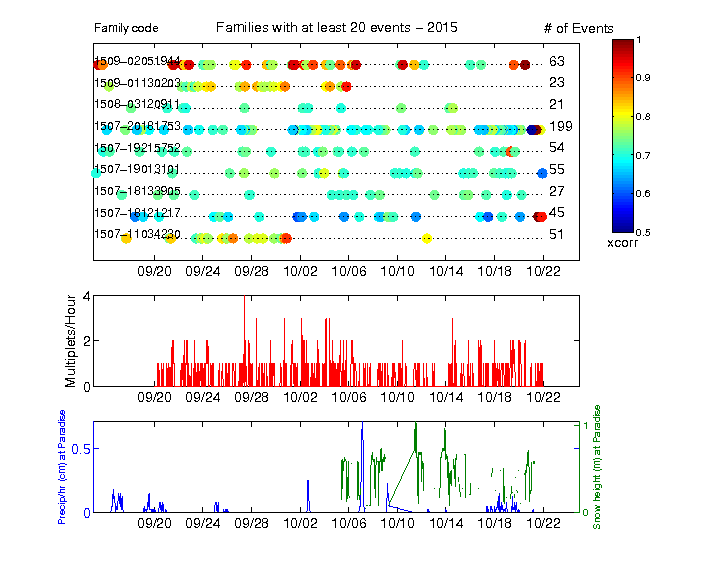 Family code Families with at least 20 events − 2015 # of Events
1509−02051944 63
1509−01130203 23
1508−03120911 21
1507−20181753 199
1507−19215752 54
1507−19013101 55
1507−18133905 27
1507−18121217 45
1507−11034230 51
09/20 09/24 09/28 10/02 10/06 10/10 10/14 10/18 10/22
1
0.9
0.8
0.7
0.6
0.5
xcorr
Multiplets/Hour
4
2
0
09/20 09/24 09/28 10/02 10/06 10/10 10/14 10/18 10/22
Precip/hr (cm) at Paradise
0.5
0
1
0
Snow height (m) at Paradise
09/20 09/24 09/28 10/02 10/06 10/10 10/14 10/18 10/22